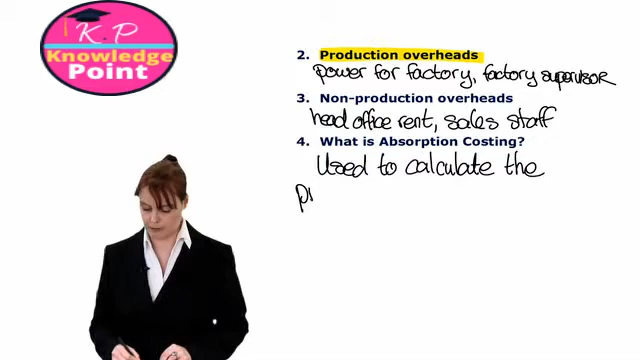 K.P
Knowledge
Point
2. Production overheads
power for factory, factory supervisor
3. Non-production overheads
head office rent, sales staff
4. What is Absorption Costing?
Used to calculate the
pr